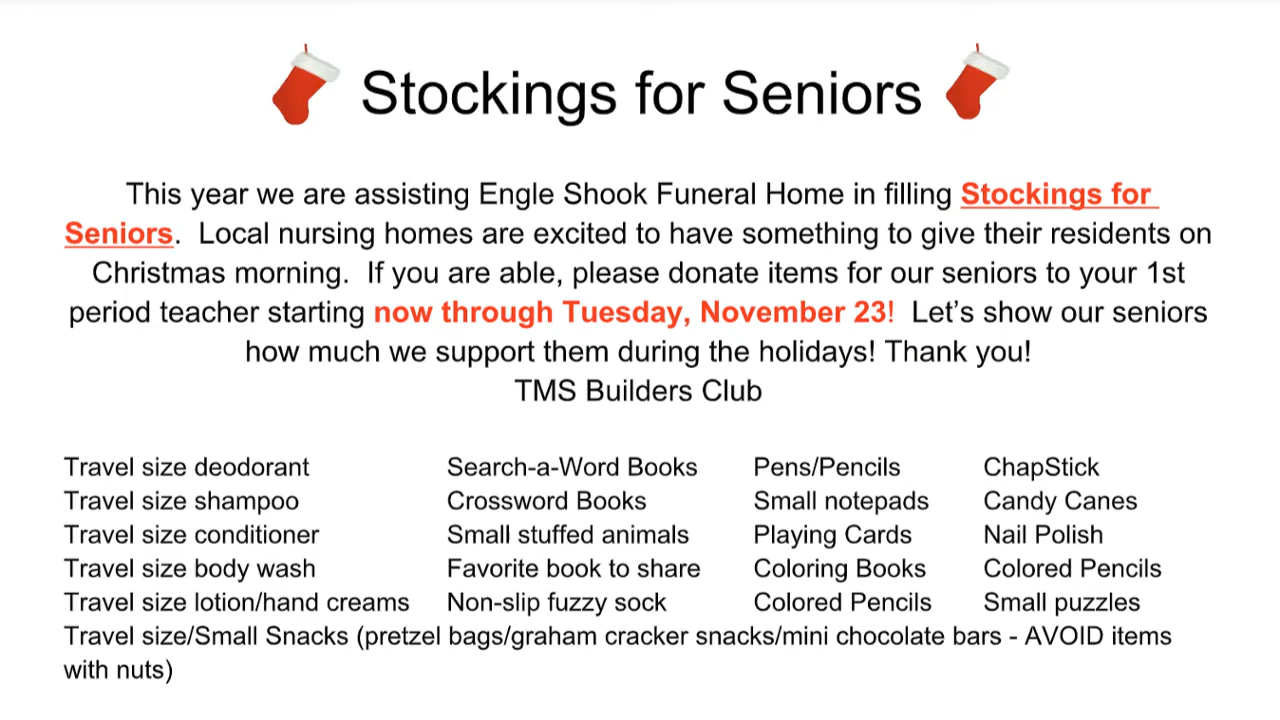 Stockings for Seniors
This year we are assisting Engle Shook Funeral Home in filling Stockings for
Seniors.  Local nursing homes are excited to have something to give their residents on
Christmas morning.  If you are able, please donate items for our seniors to your 1st
period teacher starting now through Tuesday, November 23!  Let’s show our seniors
how much we support them during the holidays! Thank you!
TMS Builders Club
Travel size deodorant Search-a-Word Books Pens/Pencils ChapStick
Travel size shampoo Crossword Books Small notepads Candy Canes
Travel size conditioner Small stuffed animals Playing Cards Nail Polish
Travel size body wash Favorite book to share Coloring Books Colored Pencils
Travel size lotion/hand creams Non-slip fuzzy sock Colored Pencils Small puzzles
Travel size/Small Snacks (pretzel bags/graham cracker snacks/mini chocolate bars - AVOID items
with nuts)